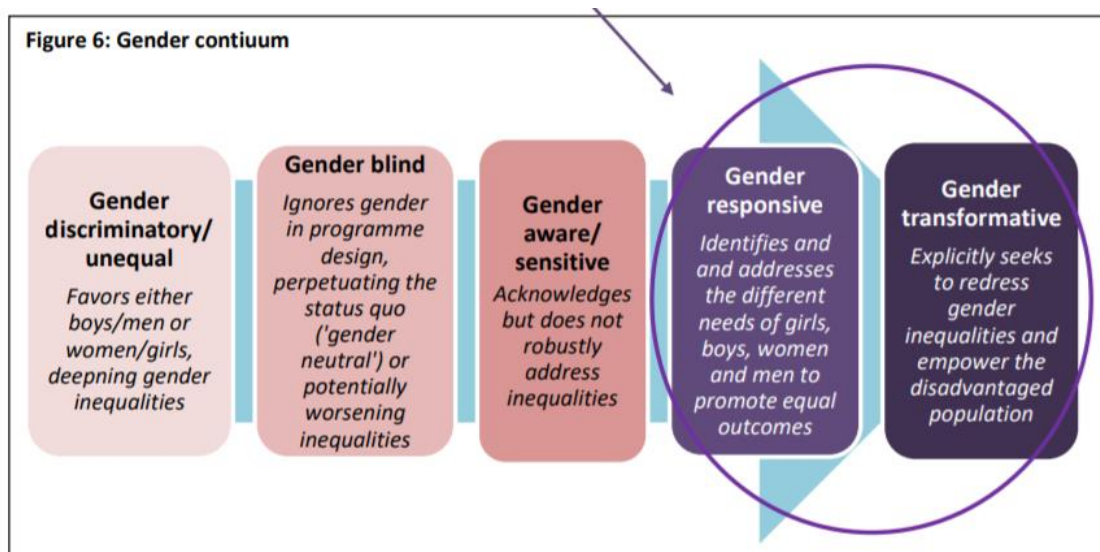 Figure 6: Gender contiuum
Gender
discriminatory/
unequal
Favors either
boys/men or
women/girls,
deepning gender
inequalities
Gender blind
Ignores gender
in programme
design,
perpetuating the
status quo
('gender
neutral') or
potentially
worsening
inequalities
Gender
aware/
sensitive
Acknowledges
but does not
robustly
address
inequalities
Gender
responsive
Identifies and
and addresses
the different
needs of girls,
boys, women
and men to
promote equal
outcomes
Gender
transformative
Explicitly seeks
to redress
gender
inequalities and
empower the
disadvantaged
population